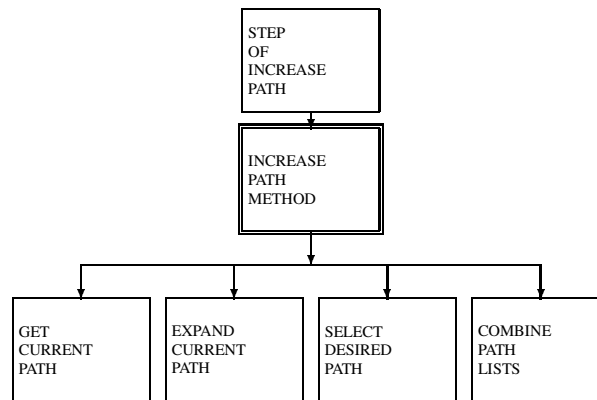 STEP
OF
INCREASE
PATH
INCREASE
PATH
METHOD
GET
CURRENT
PATH
EXPAND
CURRENT
PATH
SELECT
DESIRED
PATH
COMBINE
PATH
LISTS